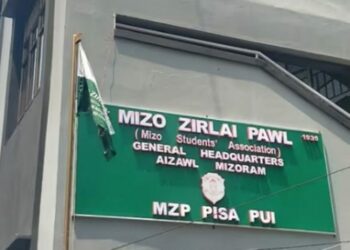 MIZO ZIRLAI PAWL 1935
( Mizo Students' Association )
GENERAL HEADQUARTERS
AIZAWL MIZORAM
MZP PISA PUI